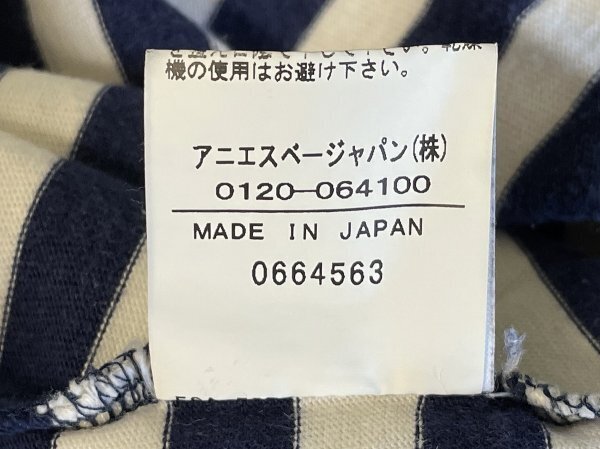 機の使用はお避け下さい。
アニエスベージャパン(株)
0120-064100
MADE IN JAPAN
0664563